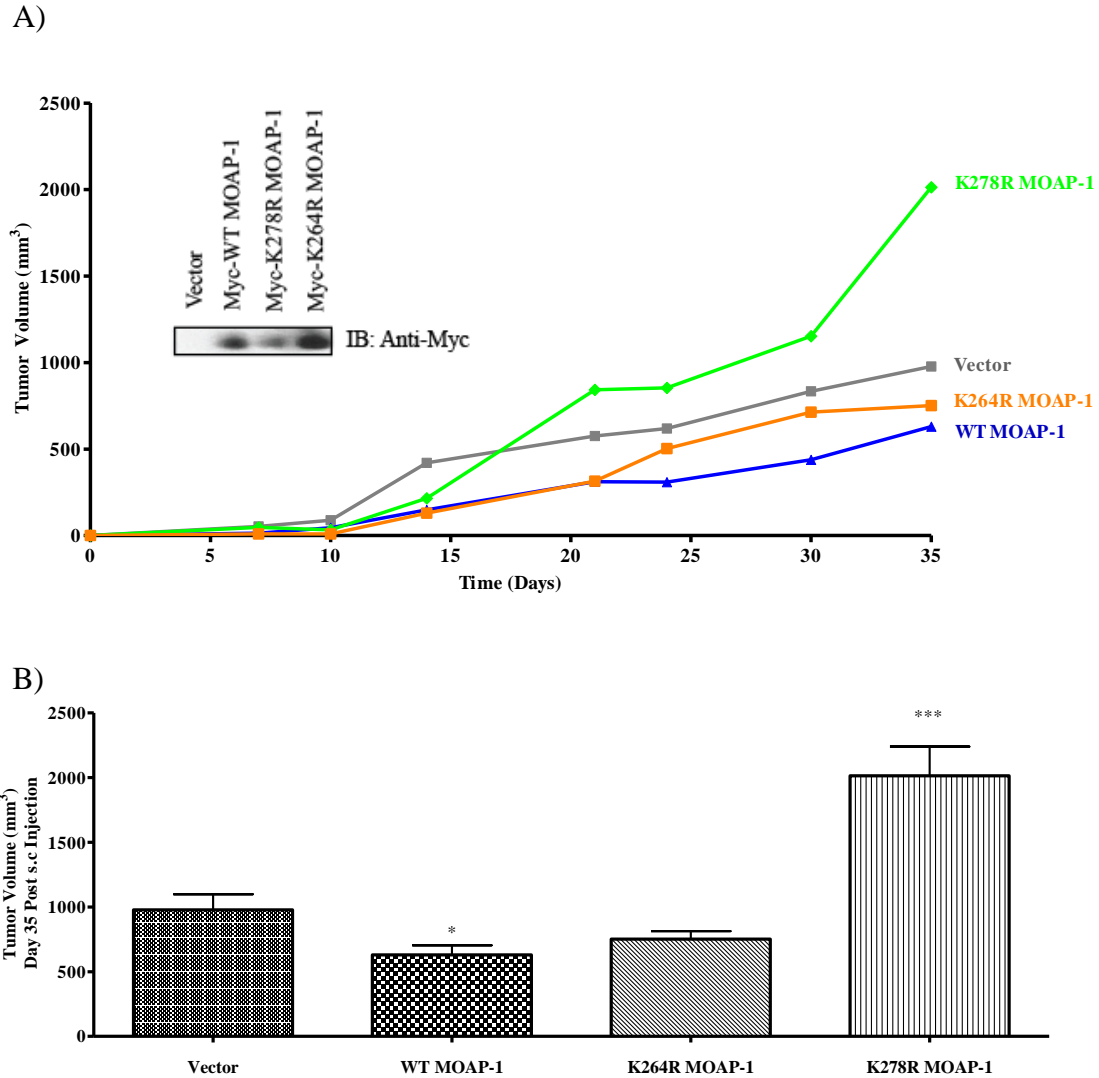 A)
2500
2000
1500
1000
500
0
Tumor Volume (mm³)
Vector
Myc-WT MOAP-1
Myc-K278R MOAP-1
Myc-K264R MOAP-1
IB: Anti-Myc
K278R MOAP-1
Vector
K264R MOAP-1
WT MOAP-1
0 5 10 15 20 25 30 35
Time (Days)
B)
2500
2000
1500
1000
500
0
Tumor Volume (mm³)
Day 35 Post s.c Injection
*
***
Vector WT MOAP-1 K264R MOAP-1 K278R MOAP-1